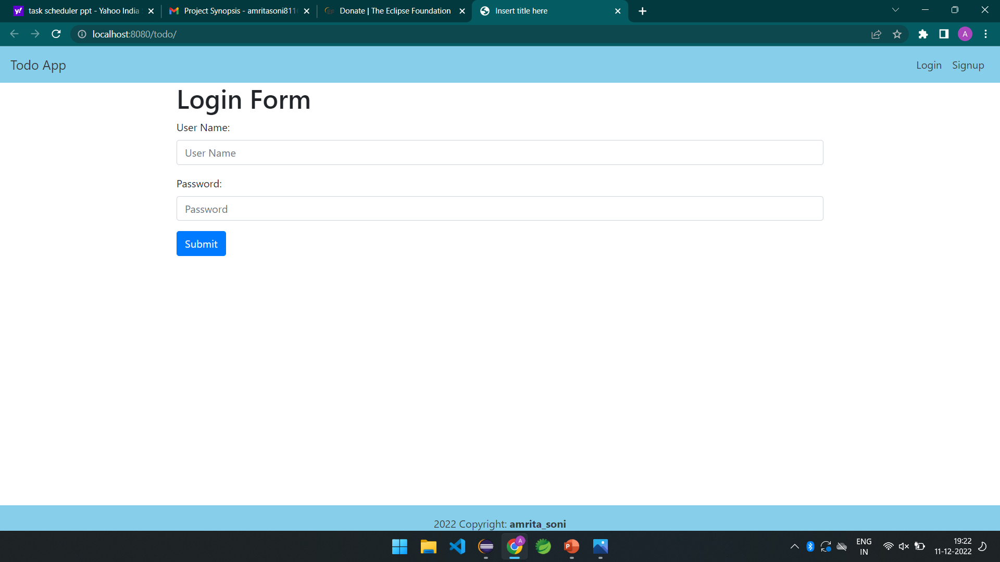 task scheduler ppt - Yahoo India
Project Synopsis - amritasoni811
Donate | The Eclipse Foundation
Insert title here
localhost:8080/todo/
A
Todo App
Login
Signup
Login Form
User Name:
User Name
Password:
Password
Submit
2022 Copyright: amrita_soni
A
ENG
IN
19:22
11-12-2022